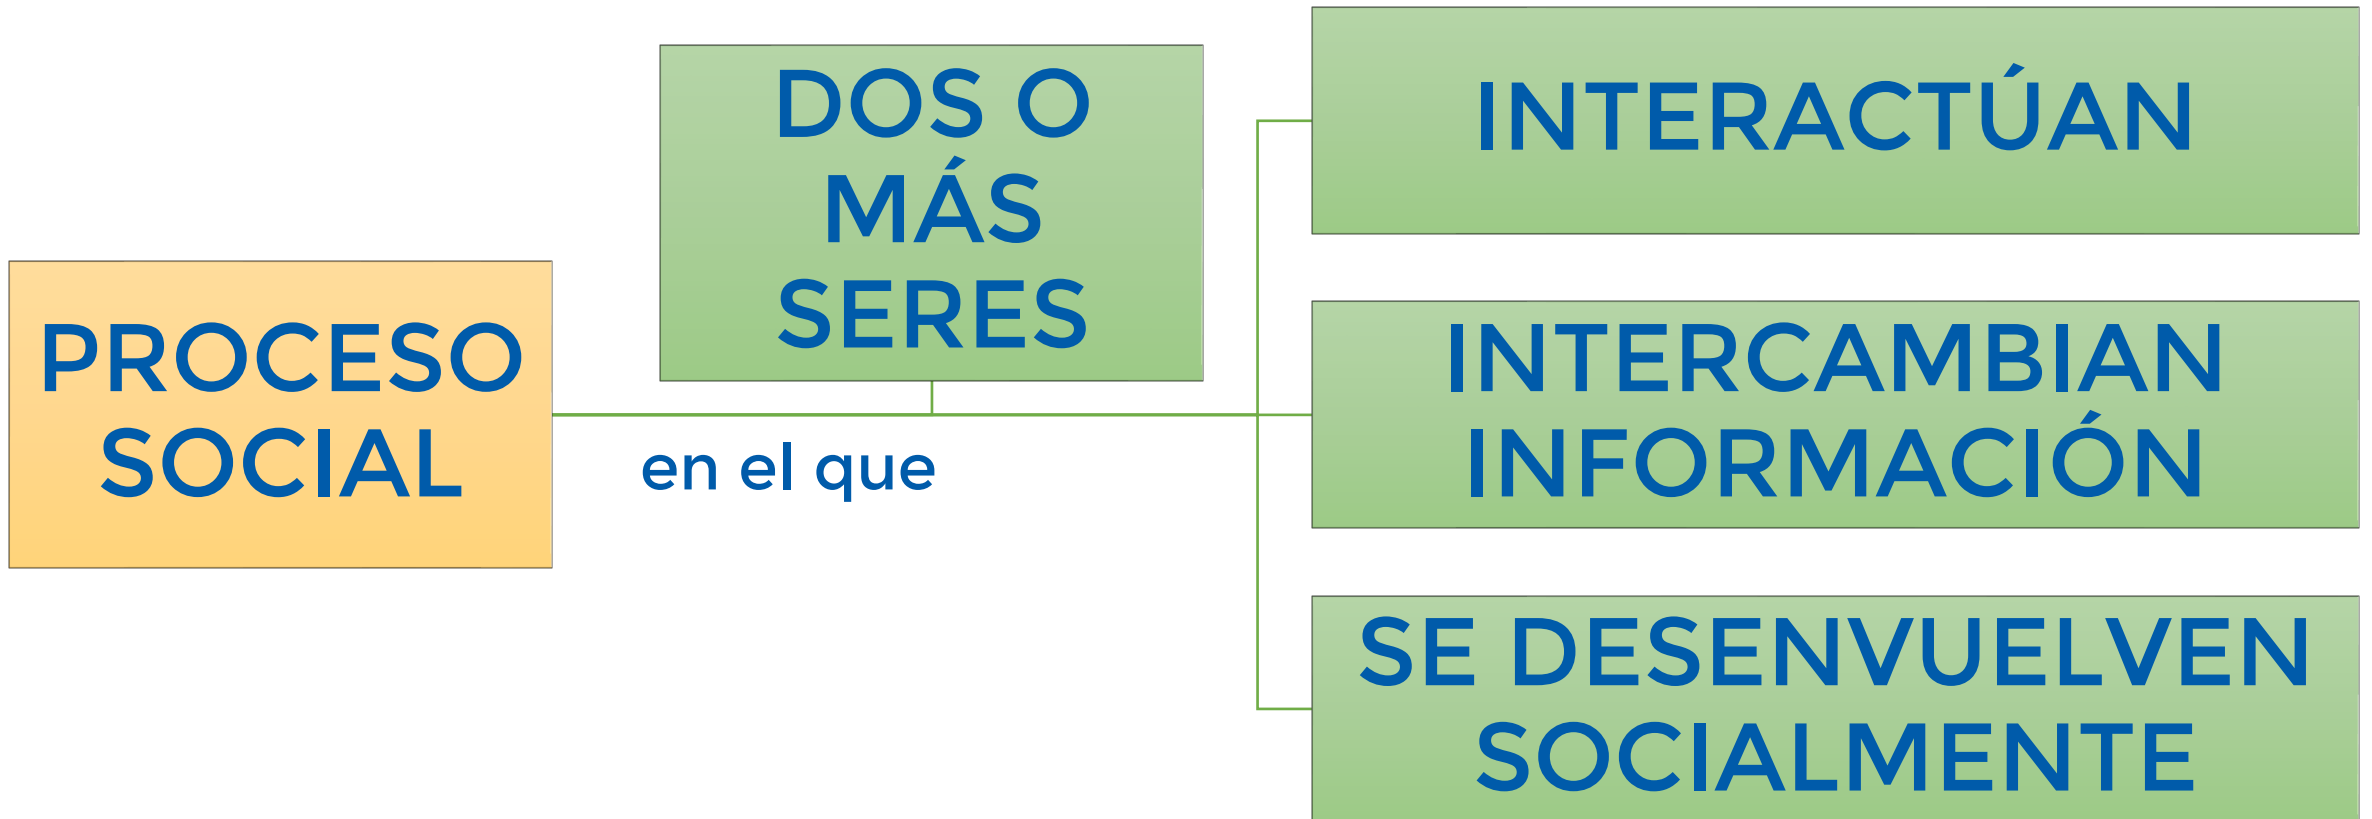 PROCESO
SOCIAL
en el que
DOS O
MÁS
SERES
INTERACTÚAN
INTERCAMBIAN
INFORMACIÓN
SE DESENVUELVEN
SOCIALMENTE